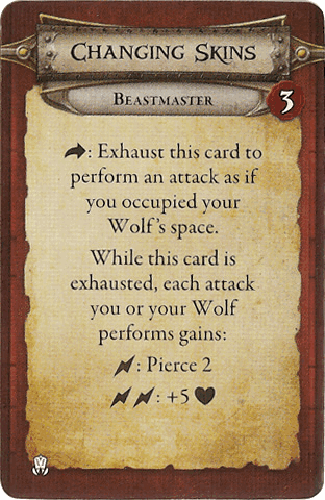 Changing Skins
Beastmaster
3
: Exhaust this card to
perform an attack as if
you occupied your
Wolf's space.
While this card is
exhausted, each attack
you or your Wolf
performs gains:
: Pierce 2
: +5